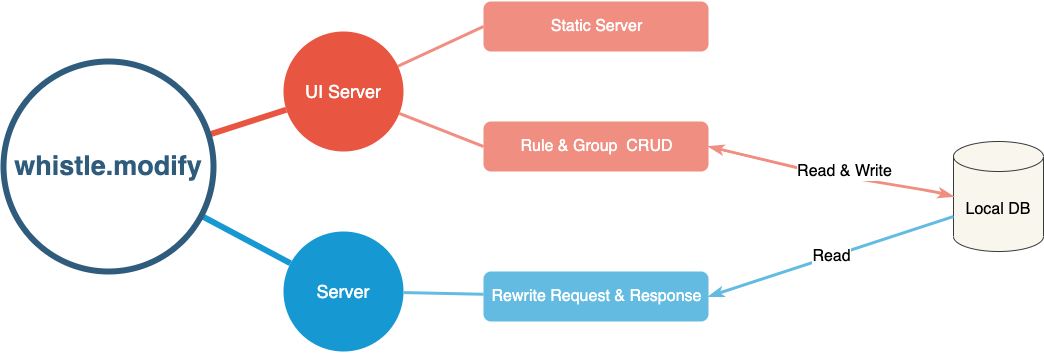 whistle.modify
UI Server
Static Server
Rule & Group CRUD
Read & Write
Local DB
Server
Rewrite Request & Response
Read